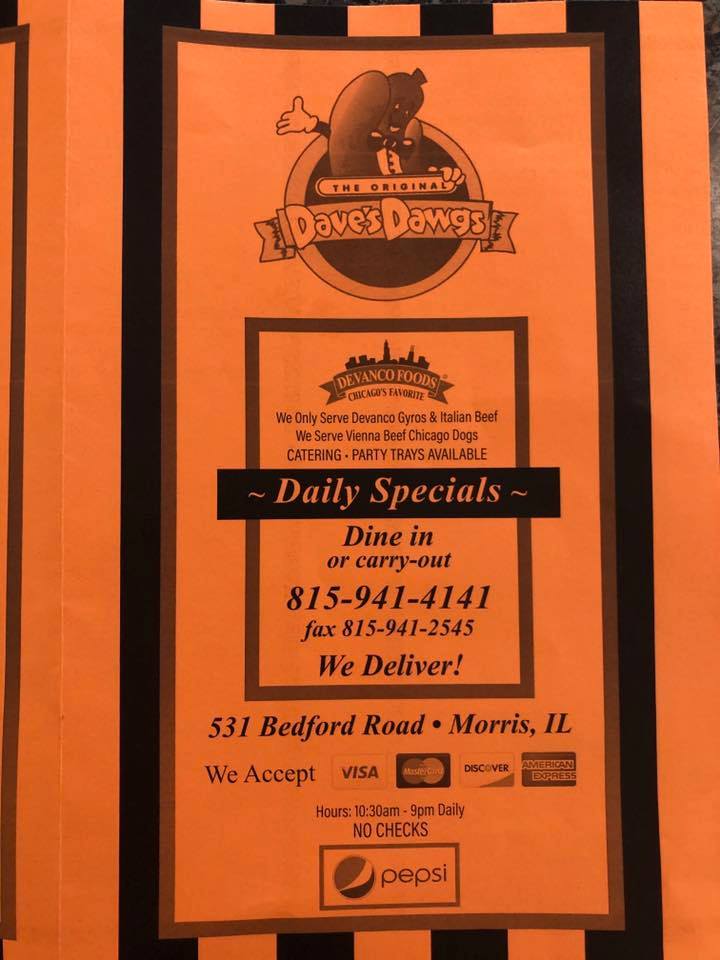 THE ORIGINAL
Dave's Dawgs
DEVANCO FOODS
CHICAGO'S FAVORITE
We Only Serve Devanco Gyros & Italian Beef
We Serve Vienna Beef Chicago Dogs
CATERING • PARTY TRAYS AVAILABLE
~ Daily Specials ~
Dine in
or carry-out
815-941-4141
fax 815-941-2545
We Deliver!
531 Bedford Road • Morris, IL
We Accept VISA MasterCard DISCOVER AMERICAN EXPRESS
Hours: 10:30am - 9pm Daily
NO CHECKS
pepsi